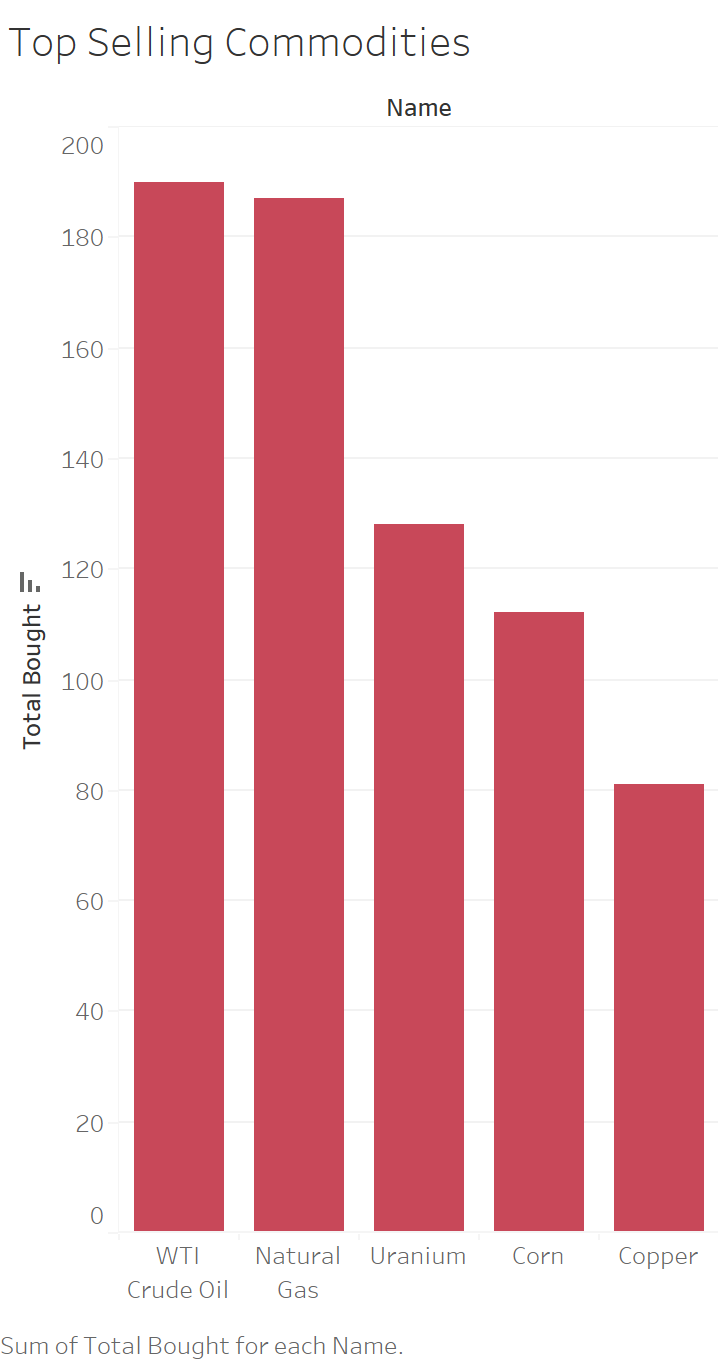 Top Selling Commodities
Name
200
180
160
140
120
100
80
60
40
20
0
Total Bought
WTI Crude Oil
Natural Gas
Uranium
Corn
Copper
Sum of Total Bought for each Name.